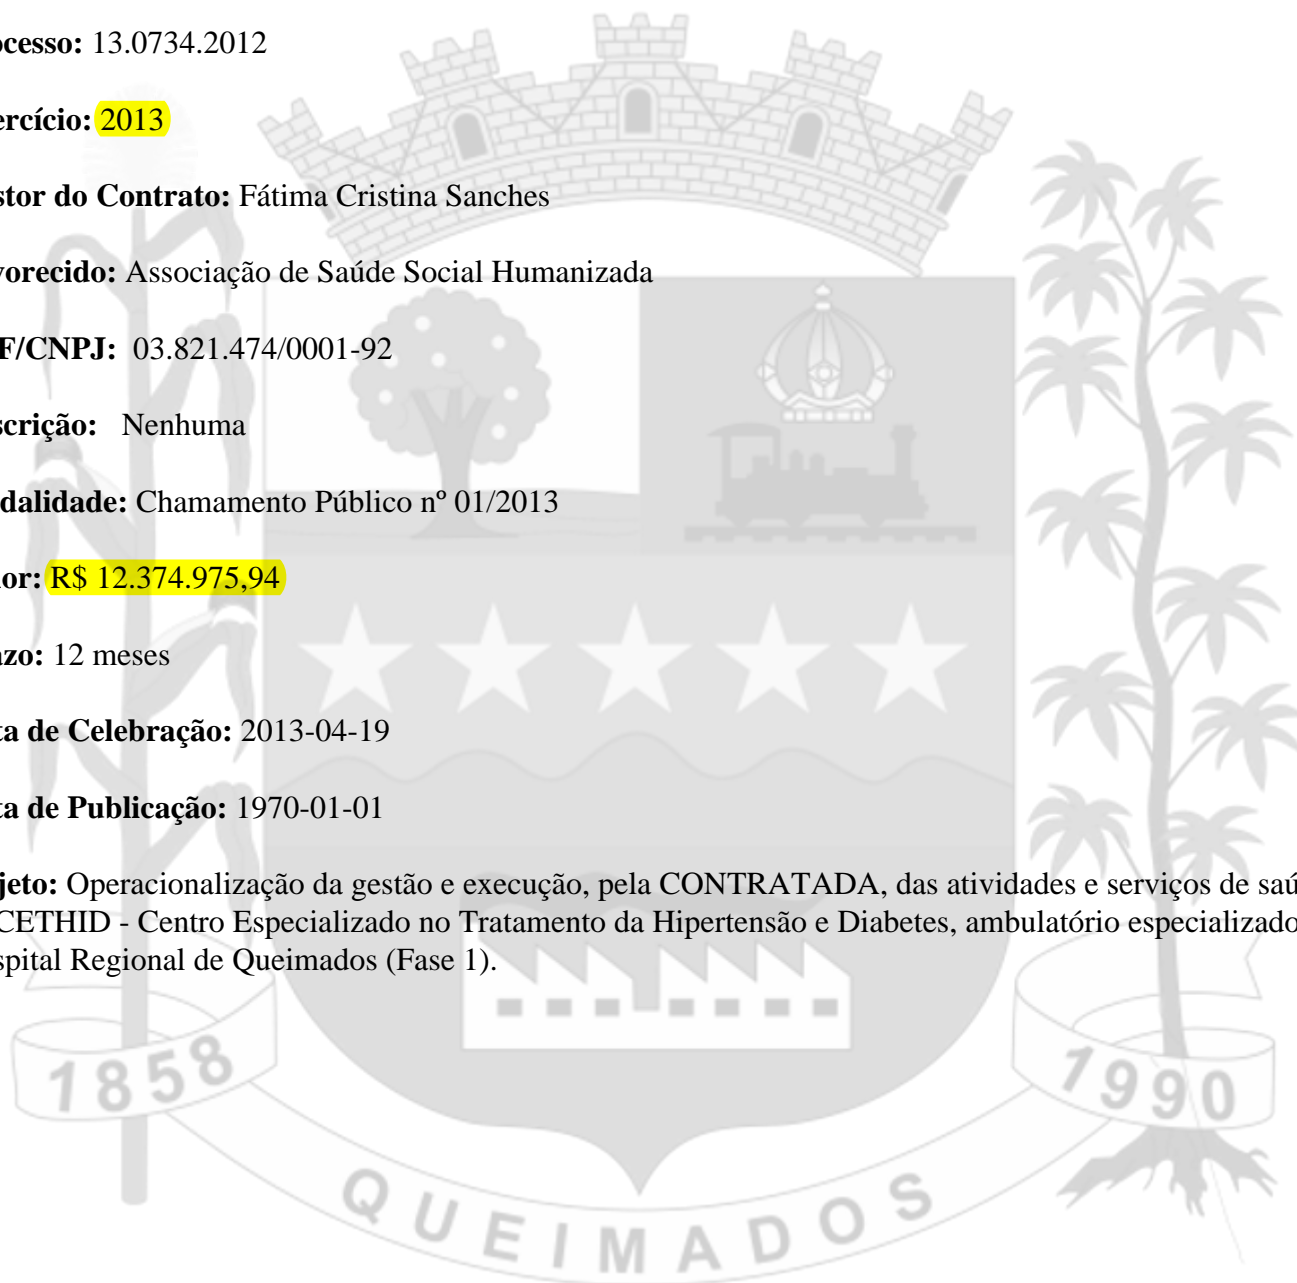 ocesso: 13.0734.2012
ercício: 2013
stor do Contrato: Fátima Cristina Sanches
vorecido: Associação de Saúde Social Humanizada
F/CNPJ: 03.821.474/0001-92
scrição: Nenhuma
dalidade: Chamamento Público nº 01/2013
or: R$ 12.374.975,94
azo: 12 meses
ta de Celebração: 2013-04-19
ta de Publicação: 1970-01-01
jeto: Operacionalização da gestão e execução, pela CONTRATADA, das atividades e serviços de saú
CETHID - Centro Especializado no Tratamento da Hipertensão e Diabetes, ambulatório especializado
spital Regional de Queimados (Fase 1).
1858
1990
QUEIMADOS